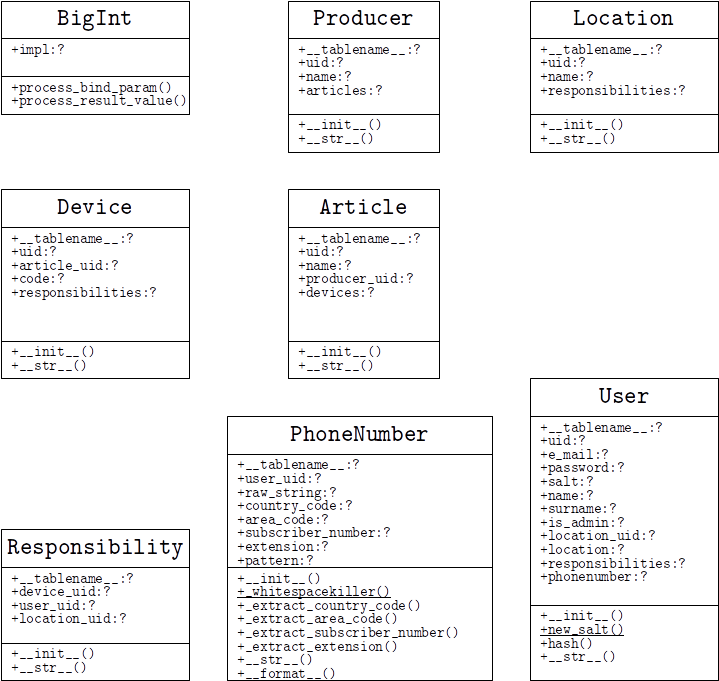 BigInt
+impl:?
+process_bind_param()
+process_result_value()
Producer
+__tablename__:?
+uid:?
+name:?
+articles:?
+__init__()
+__str__()
Location
+__tablename__:?
+uid:?
+name:?
+responsibilities:?
+__init__()
+__str__()
Device
+__tablename__:?
+uid:?
+article_uid:?
+code:?
+responsibilities:?
+__init__()
+__str__()
Article
+__tablename__:?
+uid:?
+name:?
+producer_uid:?
+devices:?
+__init__()
+__str__()
User
+__tablename__:?
+uid:?
+e_mail:?
+password:?
+salt:?
+name:?
+surname:?
+is_admin:?
+location_uid:?
+location:?
+responsibilities:?
+phonenumber:?
+__init__()
+new_salt()
+hash()
+__str__()
PhoneNumber
+__tablename__:?
+user_uid:?
+raw_string:?
+country_code:?
+area_code:?
+subscriber_number:?
+extension:?
+pattern:?
+__init__()
+_whitespacekiller()
+_extract_country_code()
+_extract_area_code()
+_extract_subscriber_number()
+_extract_extension()
+__str__()
+__format__()
Responsibility
+__tablename__:?
+device_uid:?
+user_uid:?
+location_uid:?
+__init__()
+__str__()